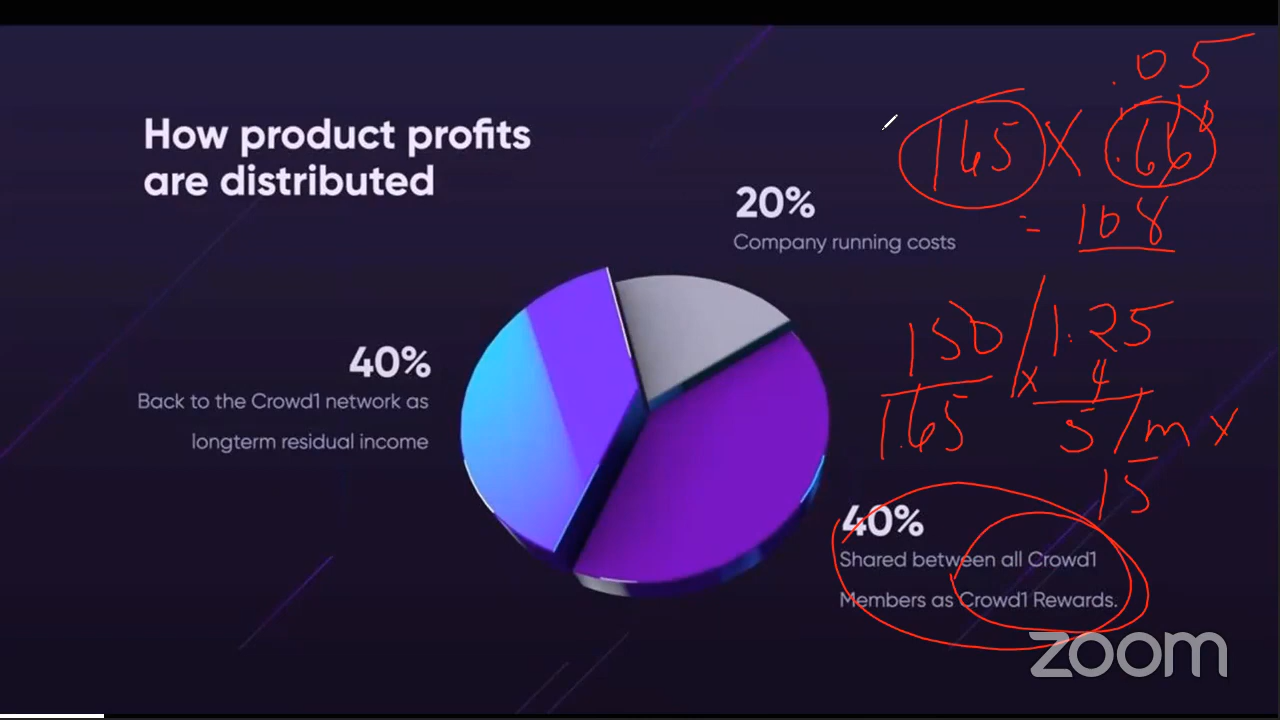 How product profits
are distributed
.05
165 X .66
= 108
20%
Company running costs
150 / 1.25
x 4
165
5/m x
15
40%
Back to the Crowd1 network as
longterm residual income
40%
Shared between all Crowd1
Members as Crowd1 Rewards.
zoom